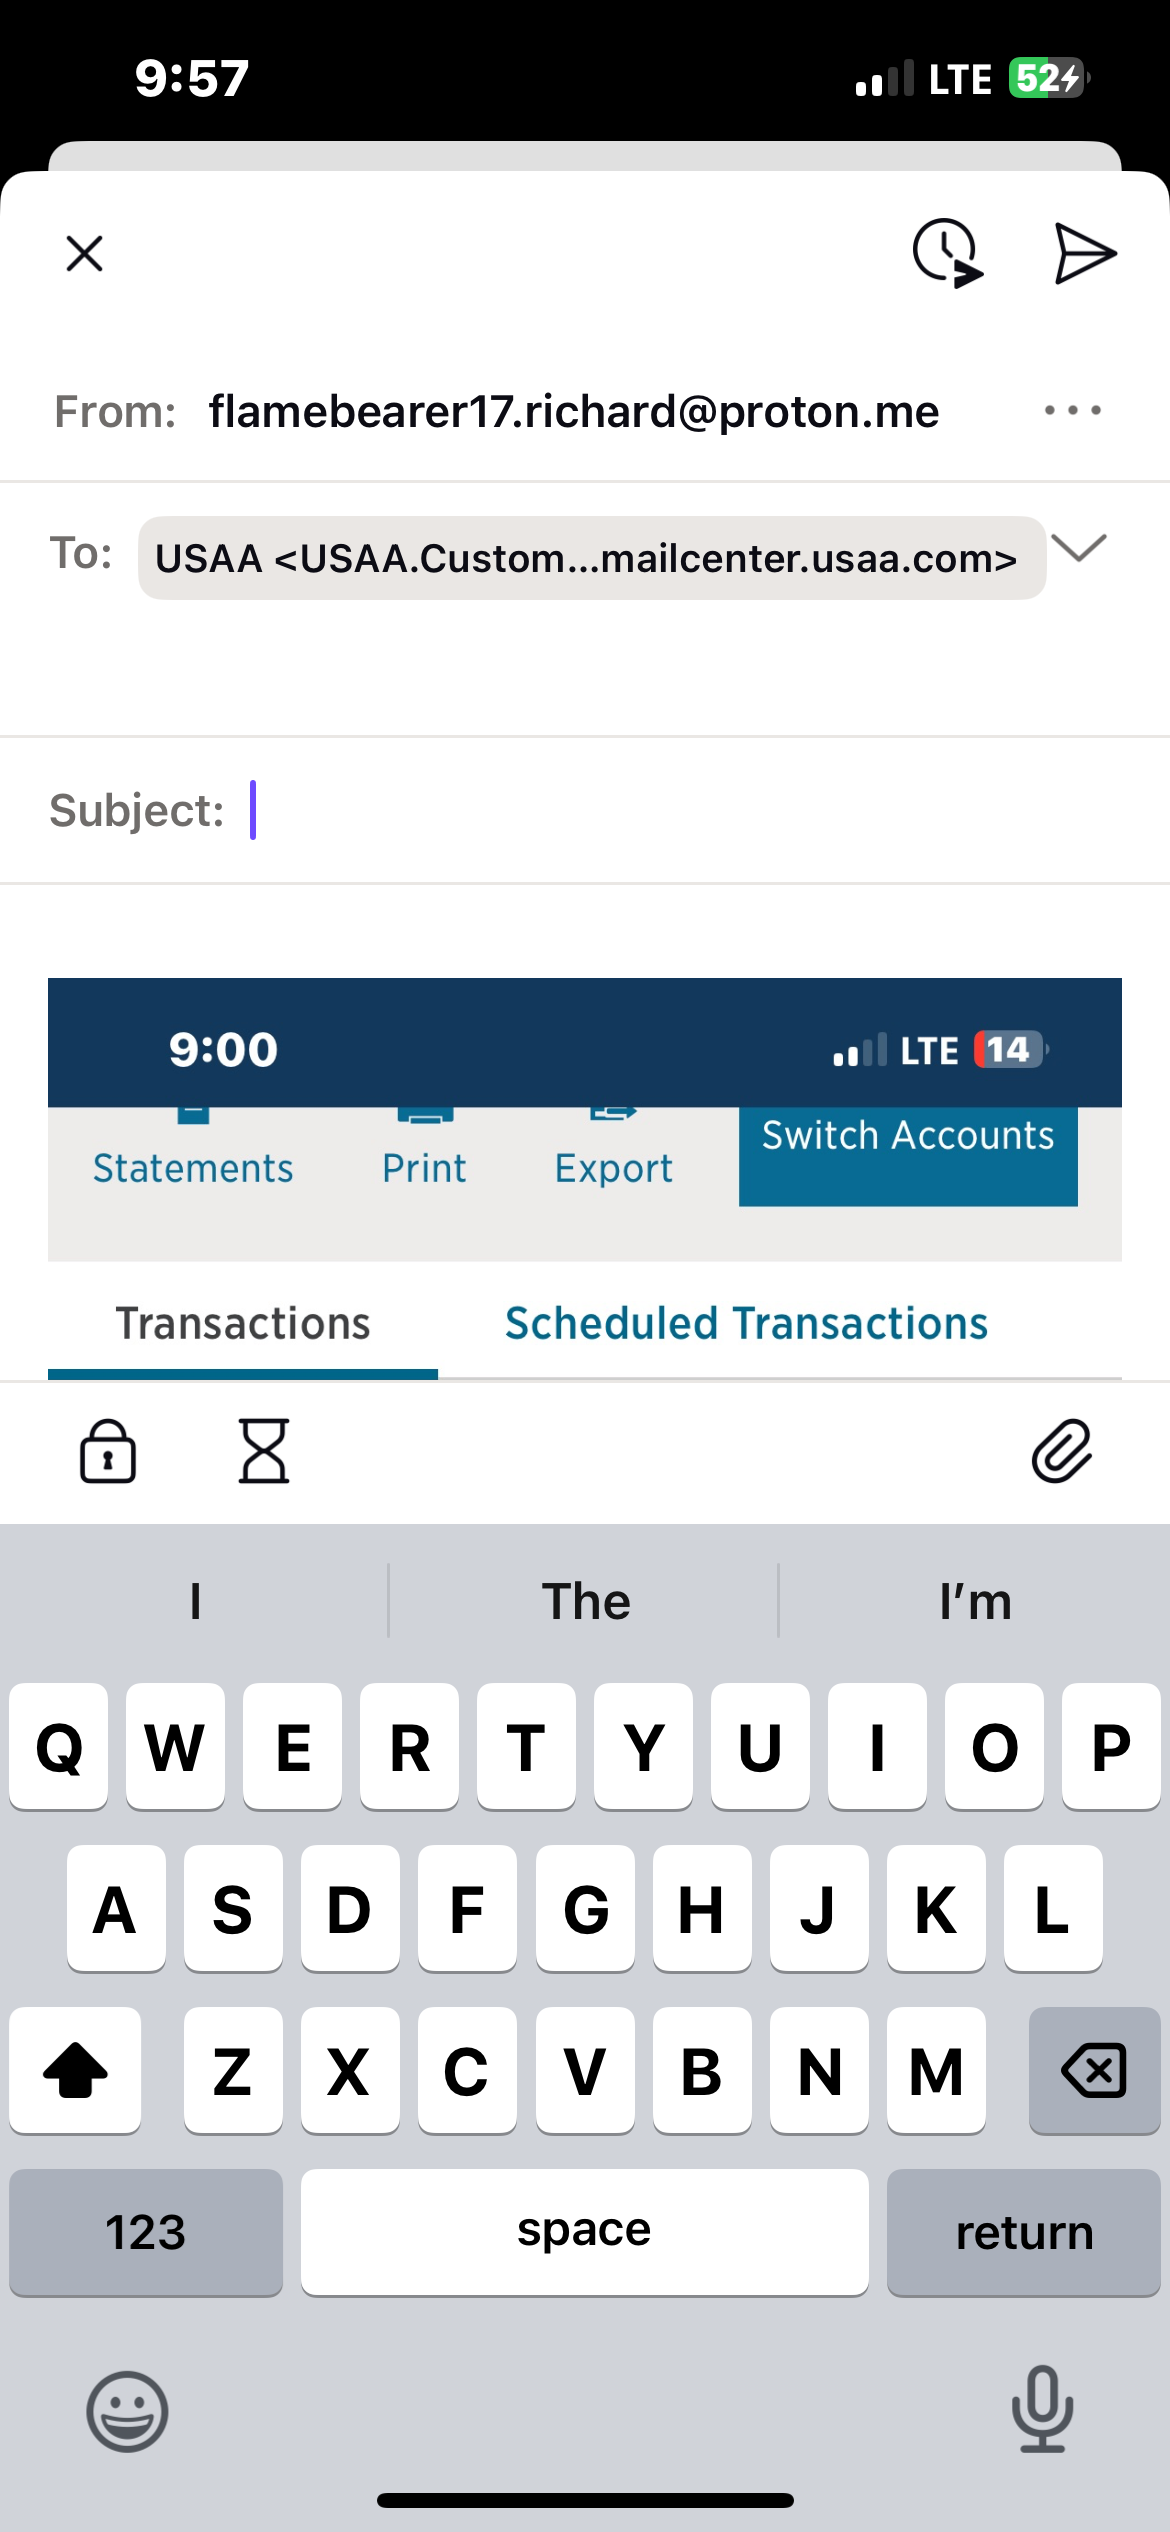 9:57 LTE 52
From: flamebearer17.richard@proton.me
To: USAA <USAA.Custom...mailcenter.usaa.com>
Subject:
9:00 LTE 14
Statements Print Export Switch Accounts
Transactions Scheduled Transactions
I The I'm
Q W E R T Y U I O P
A S D F G H J K L
Z X C V B N M
123 space return